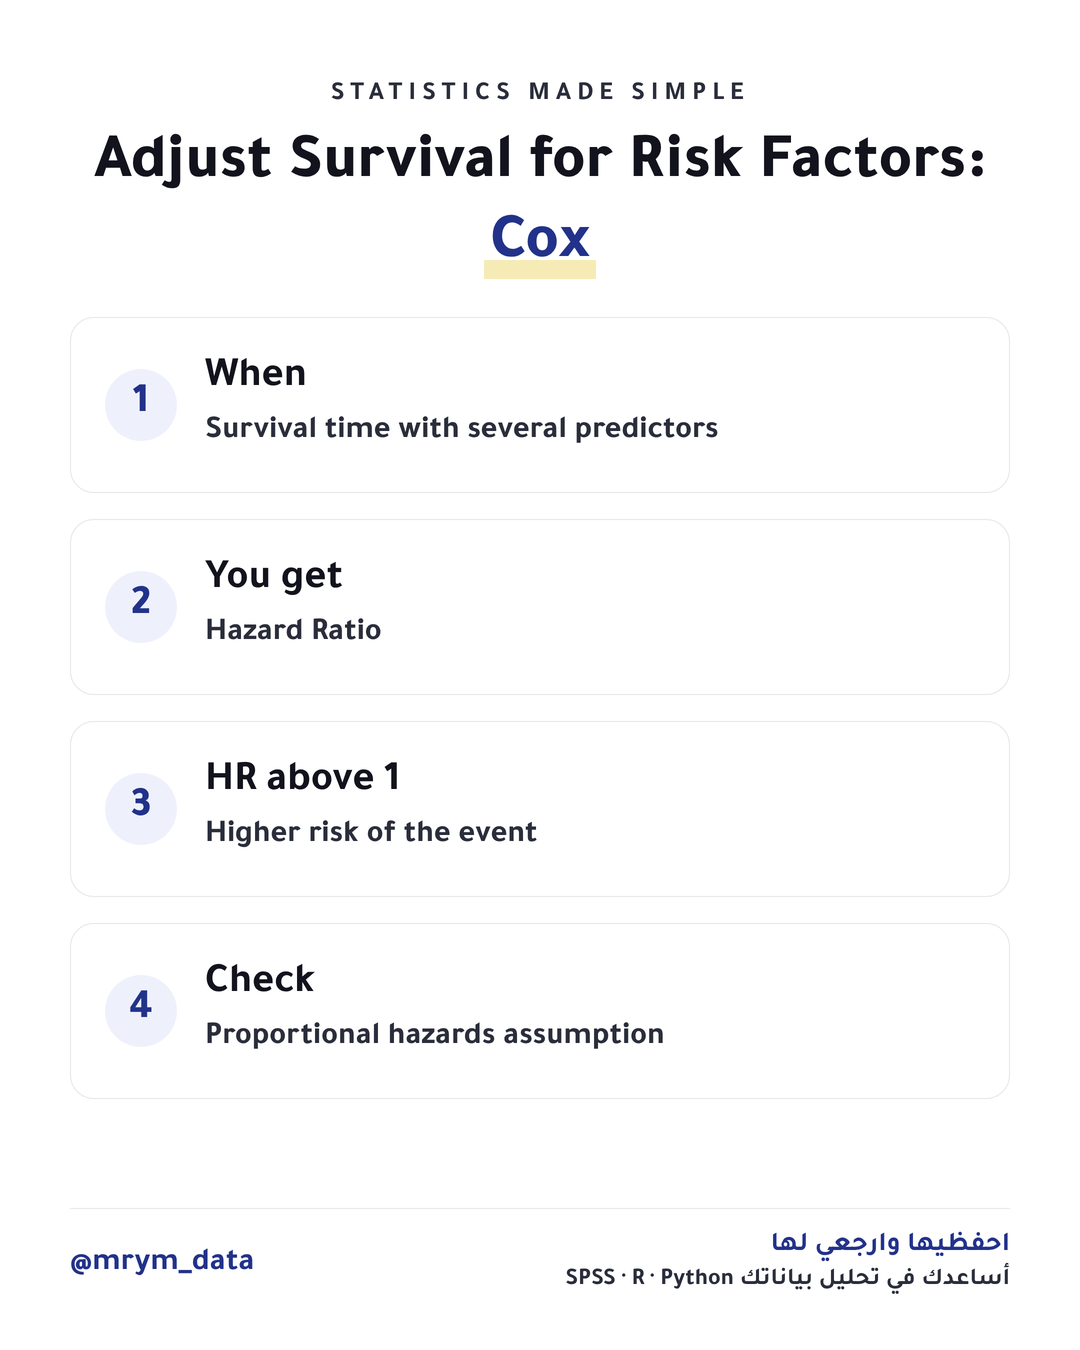 STATISTICS MADE SIMPLE
Adjust Survival for Risk Factors:
Cox
1
When
Survival time with several predictors
2
You get
Hazard Ratio
3
HR above 1
Higher risk of the event
4
Check
Proportional hazards assumption
@mrym_data
احفظيها وارجعي لها
أساعدك في تحليل بياناتك SPSS · R · Python